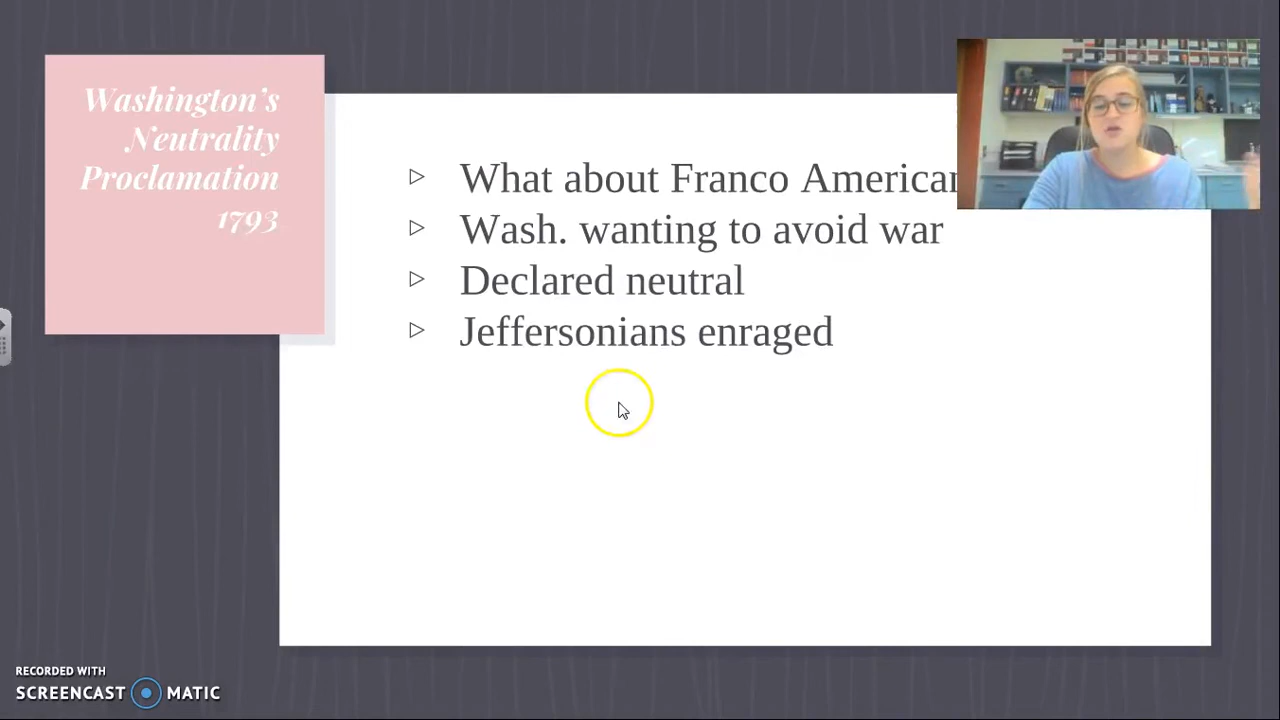 Washington's
Neutrality
Proclamation
1793
▷ What about Franco American
▷ Wash. wanting to avoid war
▷ Declared neutral
▷ Jeffersonians enraged
RECORDED WITH
SCREENCAST MATIC